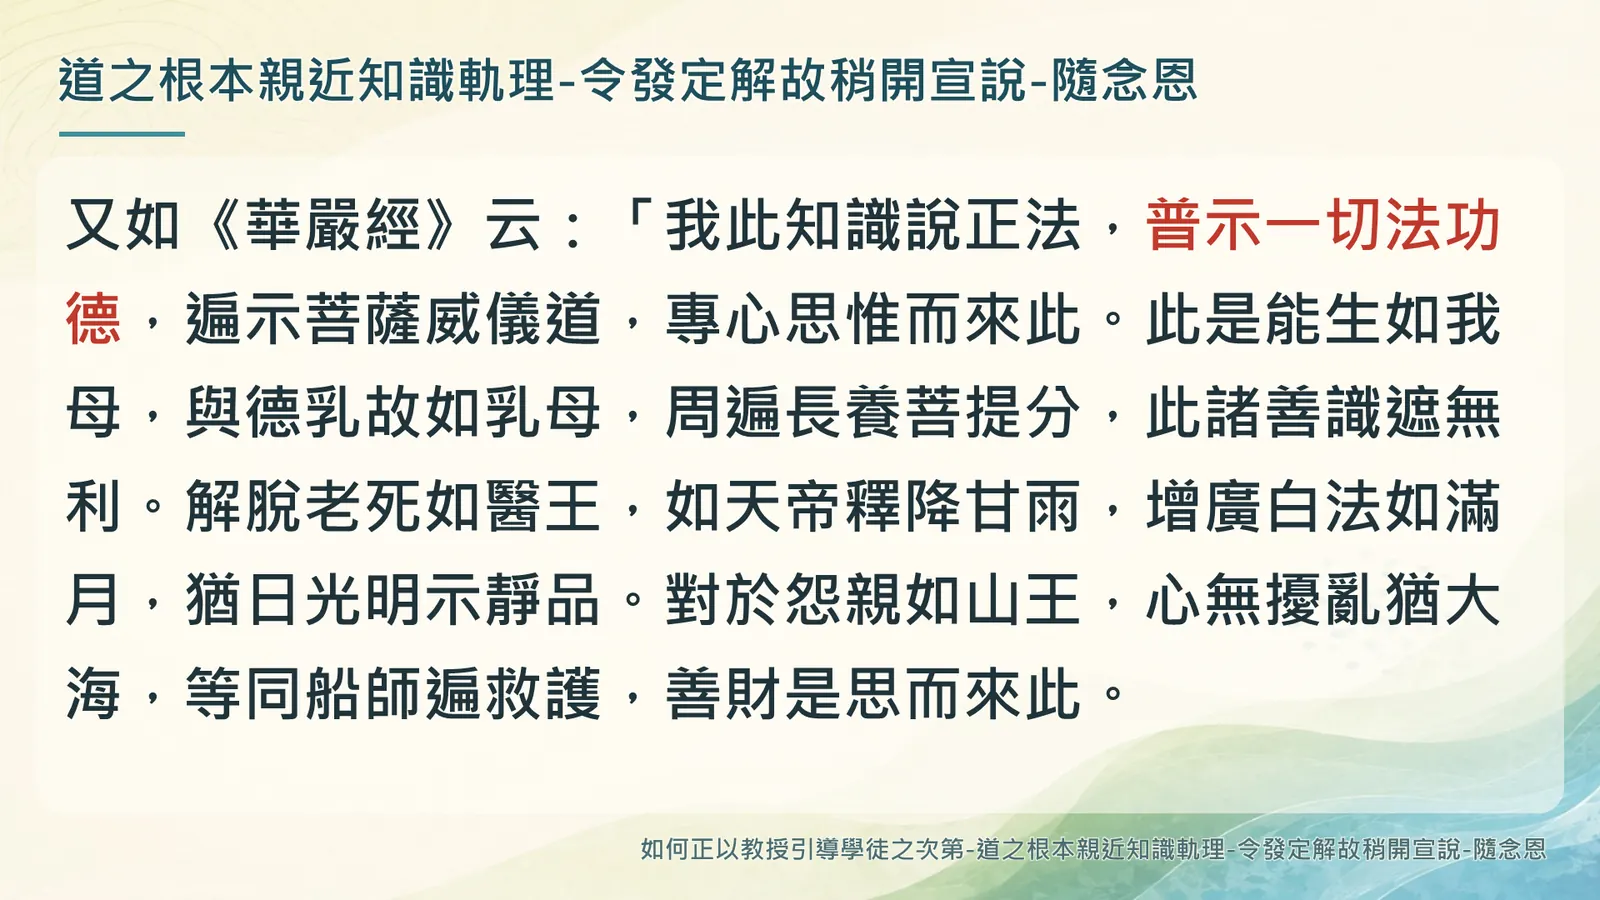 道之根本親近知識軌理-令發定解故稍開宣說-隨念恩
又如《華嚴經》云：「我此知識說正法，普示一切法功
德，遍示菩薩威儀道，專心思惟而來此。此是能生如我
母，與德乳故如乳母，周遍長養菩提分，此諸善識遮無
利。解脫老死如醫王，如天帝釋降甘雨，增廣白法如滿
月，猶日光明示靜品。對於怨親如山王，心無擾亂猶大
海，等同船師遍救護，善財是思而來此。
如何正以教授引導學徒之次第-道之根本親近知識軌理-令發定解故稍開宣說-隨念恩